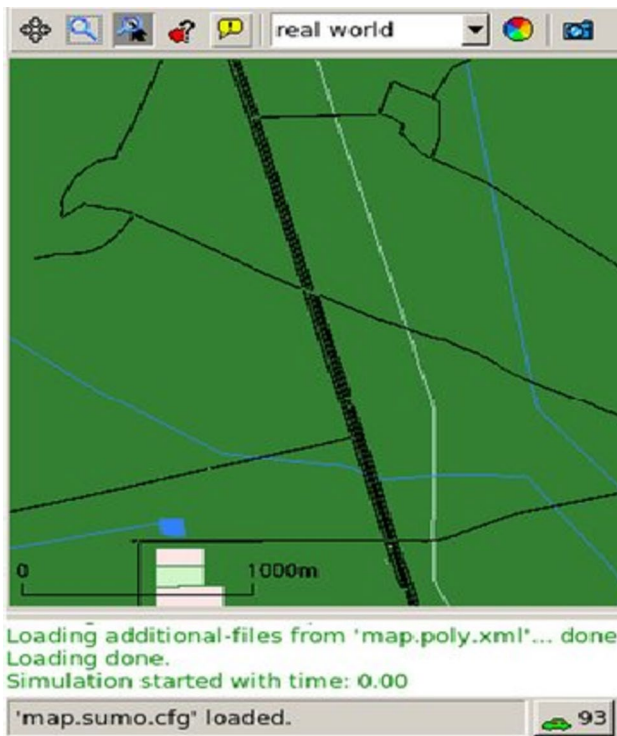 real world
0 1000m
Loading additional-files from 'map.poly.xml'... done
Loading done.
Simulation started with time: 0.00
'map.sumo.cfg' loaded.
93